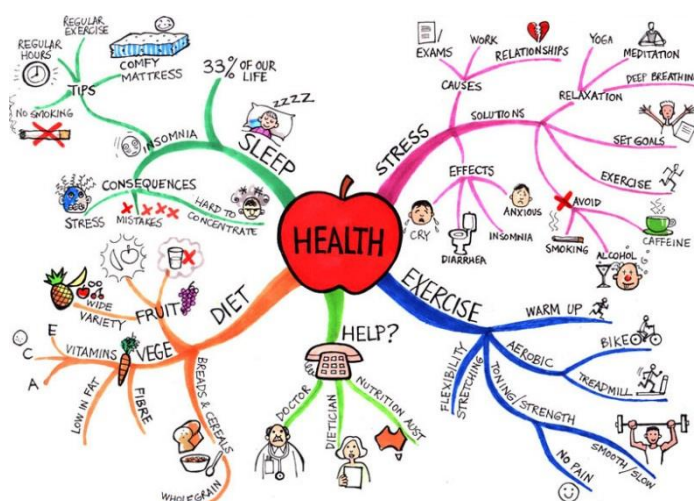 HEALTH
SLEEP
33% OF OUR
LIFE
zzzz
INSOMNIA
TIPS
REGULAR
HOURS
REGULAR
EXERCISE
COMFY
MATTRESS
NO SMOKING
CONSEQUENCES
STRESS
MISTAKES
HARD TO
CONCENTRATE
STRESS
CAUSES
EXAMS
WORK
RELATIONSHIPS
SOLUTIONS
RELAXATION
YOGA
MEDITATION
DEEP BREATHING
SET GOALS
EXERCISE
AVOID
SMOKING
ALCOHOL
CAFFEINE
EFFECTS
CRY
DIARRHEA
INSOMNIA
ANXIOUS
EXERCISE
WARM UP
AEROBIC
BIKE
TREADMILL
TONING/STRENGTH
SMOOTH/SLOW
NO PAIN
FLEXIBILITY
STRETCHING
HELP?
DOCTOR
DIETICIAN
NUTRITION AUST
DIET
FRUIT
WIDE
VARIETY
VEGE
VITAMINS
E
C
A
LOW IN FAT
FIBRE
BREADS & CEREALS
WHOLEGRAIN